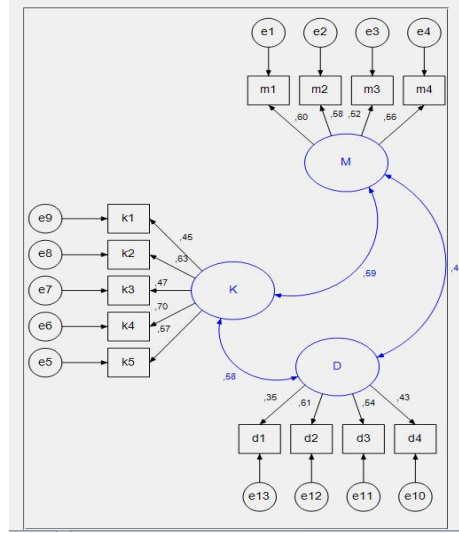 e1 e2 e3 e4
m1 m2 m3 m4
,60 ,58 ,52 ,56
M
e9 k1
,45
e8 k2
,63
e7 k3 ,47
K
,59
e6 k4 ,70
e5 k5 ,57
,58
D
,35 ,61 ,54 ,43
d1 d2 d3 d4
e13 e12 e11 e10